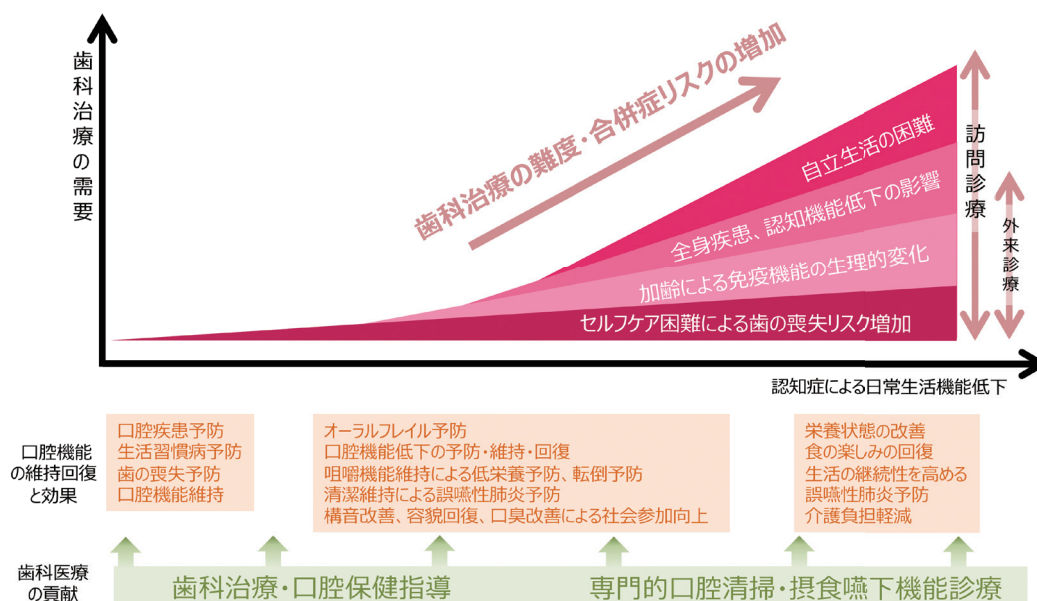 歯科治療の需要
歯科治療の難度・合併症リスクの増加
自立生活の困難
全身疾患、認知機能低下の影響
加齢による免疫機能の生理的変化
セルフケア困難による歯の喪失リスク増加
訪問診療
外来診療
認知症による日常生活機能低下
口腔機能
の維持回復
と効果
口腔疾患予防
生活習慣病予防
歯の喪失予防
口腔機能維持
オーラルフレイル予防
口腔機能低下の予防・維持・回復
咀嚼機能維持による低栄養予防、転倒予防
清潔維持による誤嚥性肺炎予防
構音改善、容貌回復、口臭改善による社会参加向上
栄養状態の改善
食の楽しみの回復
生活の継続性を高める
誤嚥性肺炎予防
介護負担軽減
歯科医療
の貢献
歯科治療・口腔保健指導
専門的口腔清掃・摂食嚥下機能診療